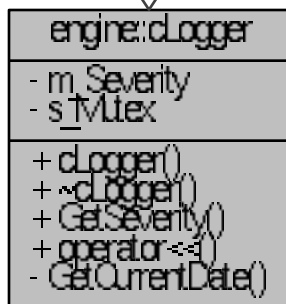 engine::cLogger
- m_Severity
- s_Mutex
+ cLogger()
+ ~cLogger()
+ GetSeverity()
+ operator<<()
- GetCurrentDate()